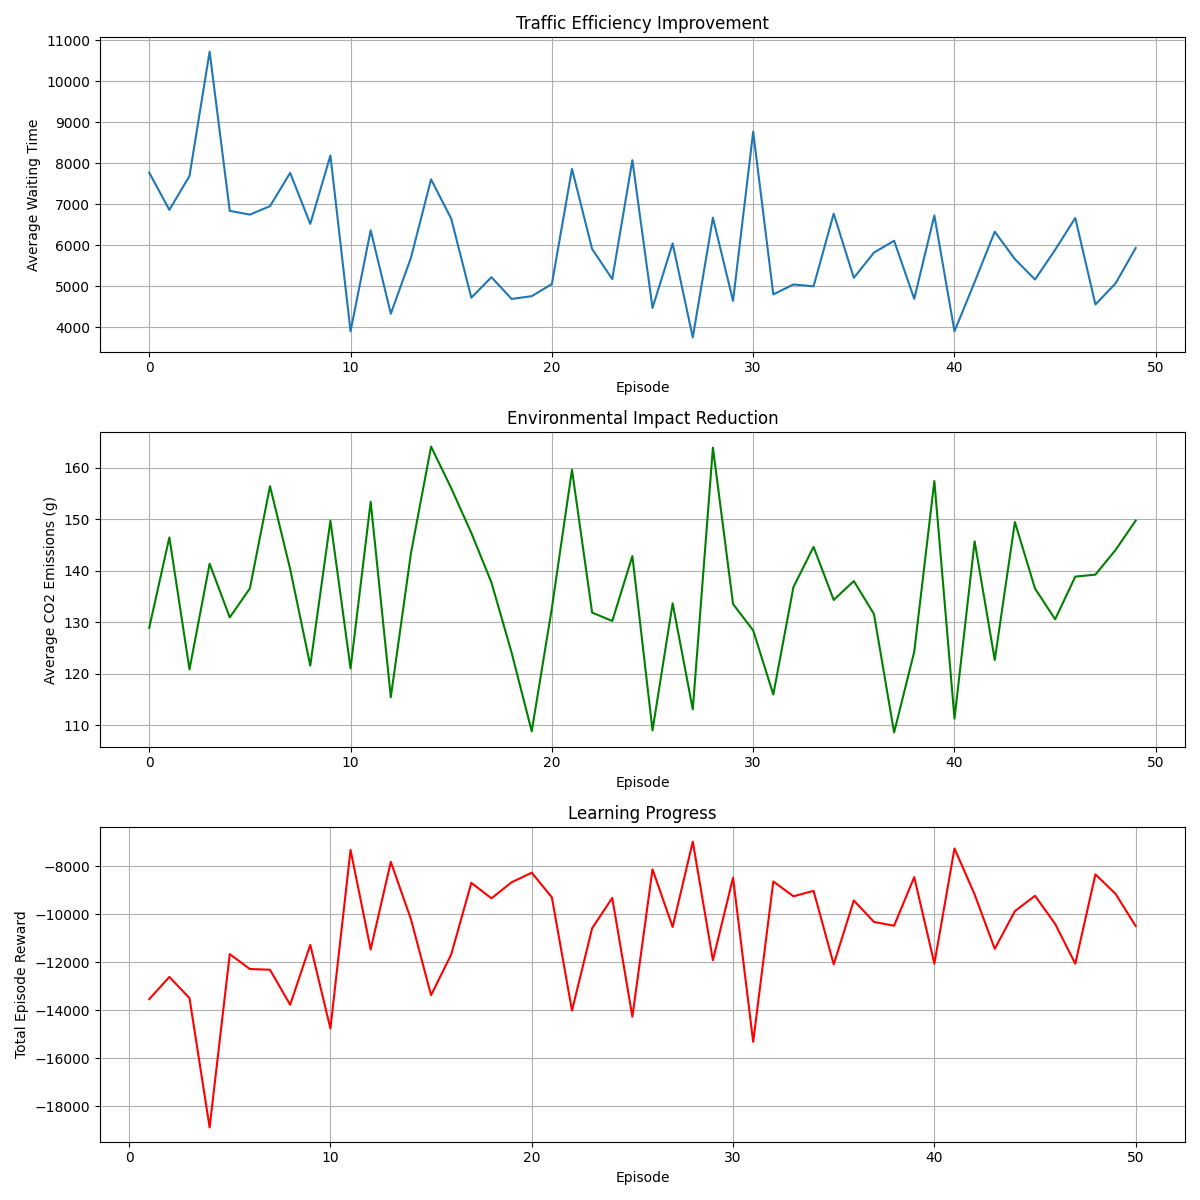 Traffic Efficiency Improvement
11000
10000
9000
8000
7000
6000
5000
4000
Average Waiting Time
0 10 20 30 40 50
Episode
Environmental Impact Reduction
160
150
140
130
120
110
Average CO2 Emissions (g)
0 10 20 30 40 50
Episode
Learning Progress
−8000
−10000
−12000
−14000
−16000
−18000
Total Episode Reward
0 10 20 30 40 50
Episode